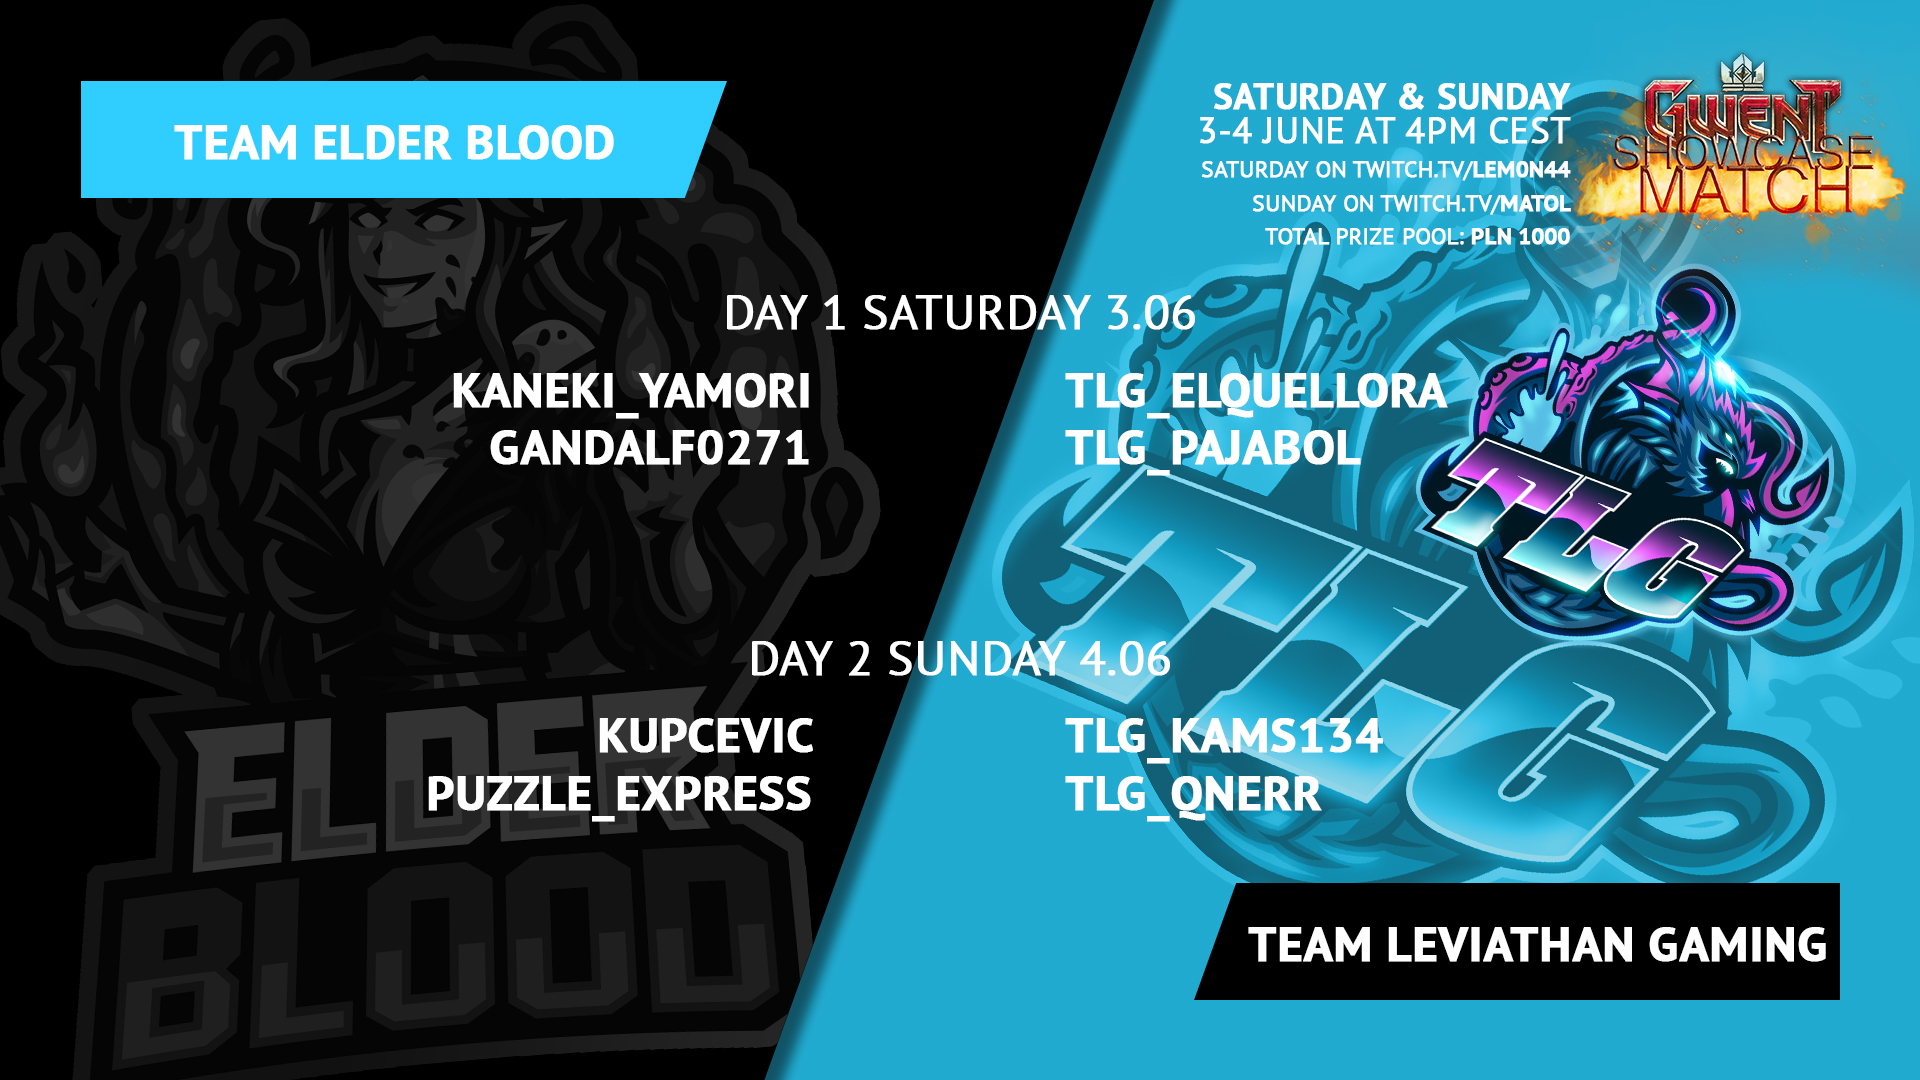 TEAM ELDER BLOOD
SATURDAY & SUNDAY
3-4 JUNE AT 4PM CEST
SATURDAY ON TWITCH.TV/LEM0N44
SUNDAY ON TWITCH.TV/MATOL
TOTAL PRIZE POOL: PLN 1000
GWENT
SHOWCASE
MATCH
DAY 1 SATURDAY 3.06
KANEKI_YAMORI TLG_ELQUELLORA
GANDALF0271 TLG_PAJABOL
TLG
TLG
DAY 2 SUNDAY 4.06
KUPCEVIC TLG_KAMS134
PUZZLE_EXPRESS TLG_QNERR
ELDER
BLOOD
TEAM LEVIATHAN GAMING